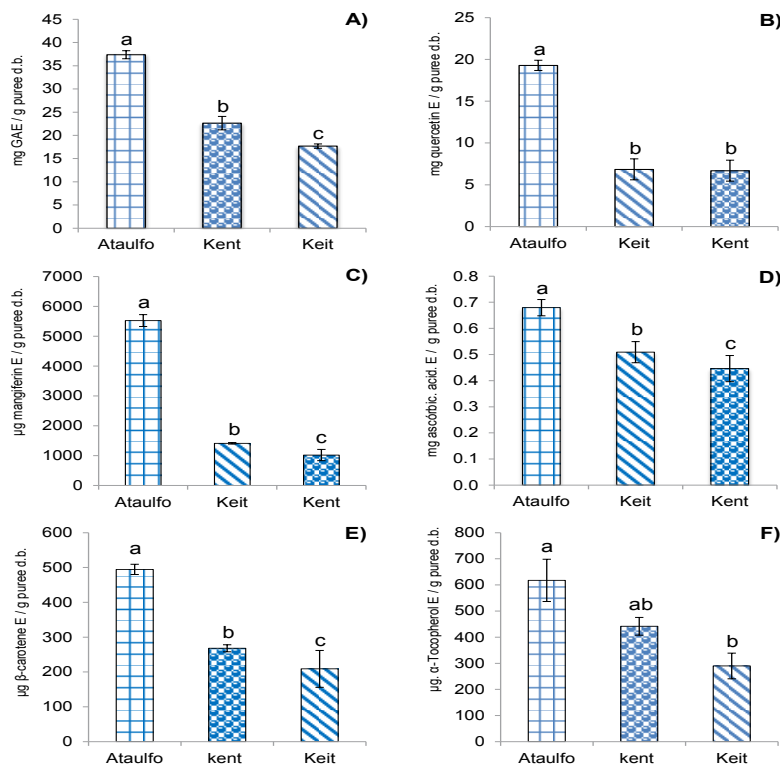 A)
mg GAE / g puree d.b.
45
40
35
30
25
20
15
10
5
0
a
b
c
Ataulfo Kent Keit
B)
mg quercetin E / g puree d.b.
25
20
15
10
5
0
a
b
b
Ataulfo Keit Kent
C)
µg mangiferin E / g puree d.b.
7000
6000
5000
4000
3000
2000
1000
0
a
b
c
Ataulfo Keit Kent
D)
mg ascórbic. acid. E / g puree d.b.
0.8
0.7
0.6
0.5
0.4
0.3
0.2
0.1
0.0
a
b
c
Ataulfo Keit Kent
E)
µg β-carotene E / g puree d.b.
600
500
400
300
200
100
0
a
b
c
Ataulfo kent Keit
F)
µg. α-Tocopherol E / g puree d.b.
800
700
600
500
400
300
200
100
0
a
ab
b
Ataulfo kent Keit